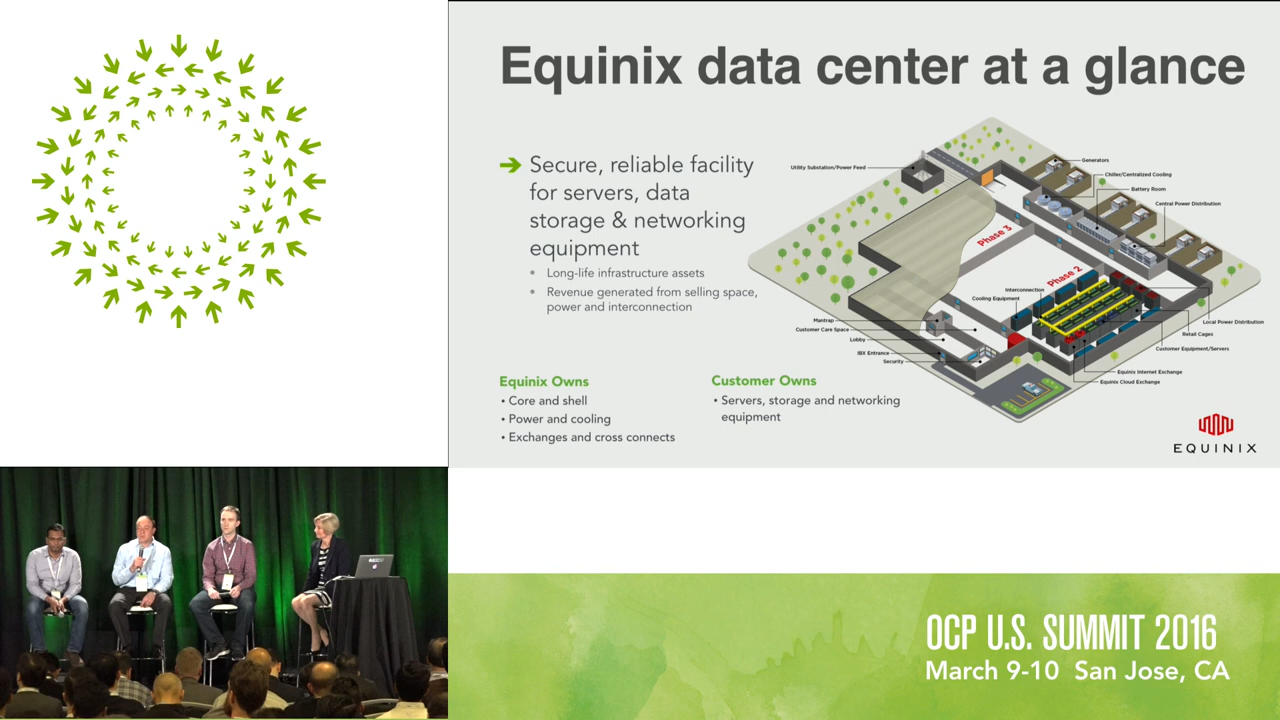 Equinix data center at a glance
Secure, reliable facility
for servers, data
storage & networking
equipment
• Long-life infrastructure assets
• Revenue generated from selling space,
power and interconnection
Equinix Owns
• Core and shell
• Power and cooling
• Exchanges and cross connects
Customer Owns
• Servers, storage and networking
equipment
Utility Substation/Power Feed
Generators
Chiller/Centralized Cooling
Battery Room
Central Power Distribution
Phase 3
Phase 2
Interconnection
Cooling Equipment
Mantrap
Customer Care Space
Lobby
IBX Entrance
Security
Local Power Distribution
Retail Cages
Customer Equipment/Servers
Equinix Internet Exchange
Equinix Cloud Exchange
EQUINIX
OCP U.S. SUMMIT 2016
March 9-10 San Jose, CA